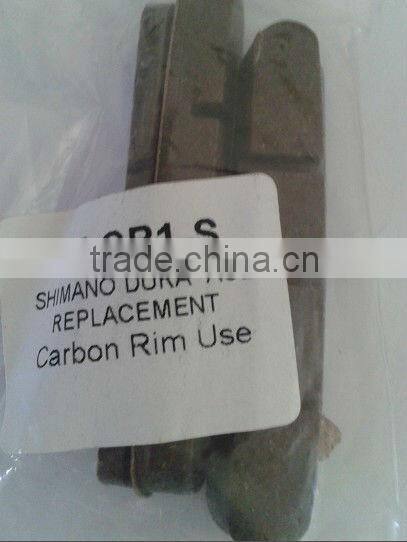 trade.china.cn
SHIMANO DURA
REPLACEMENT
Carbon Rim Use